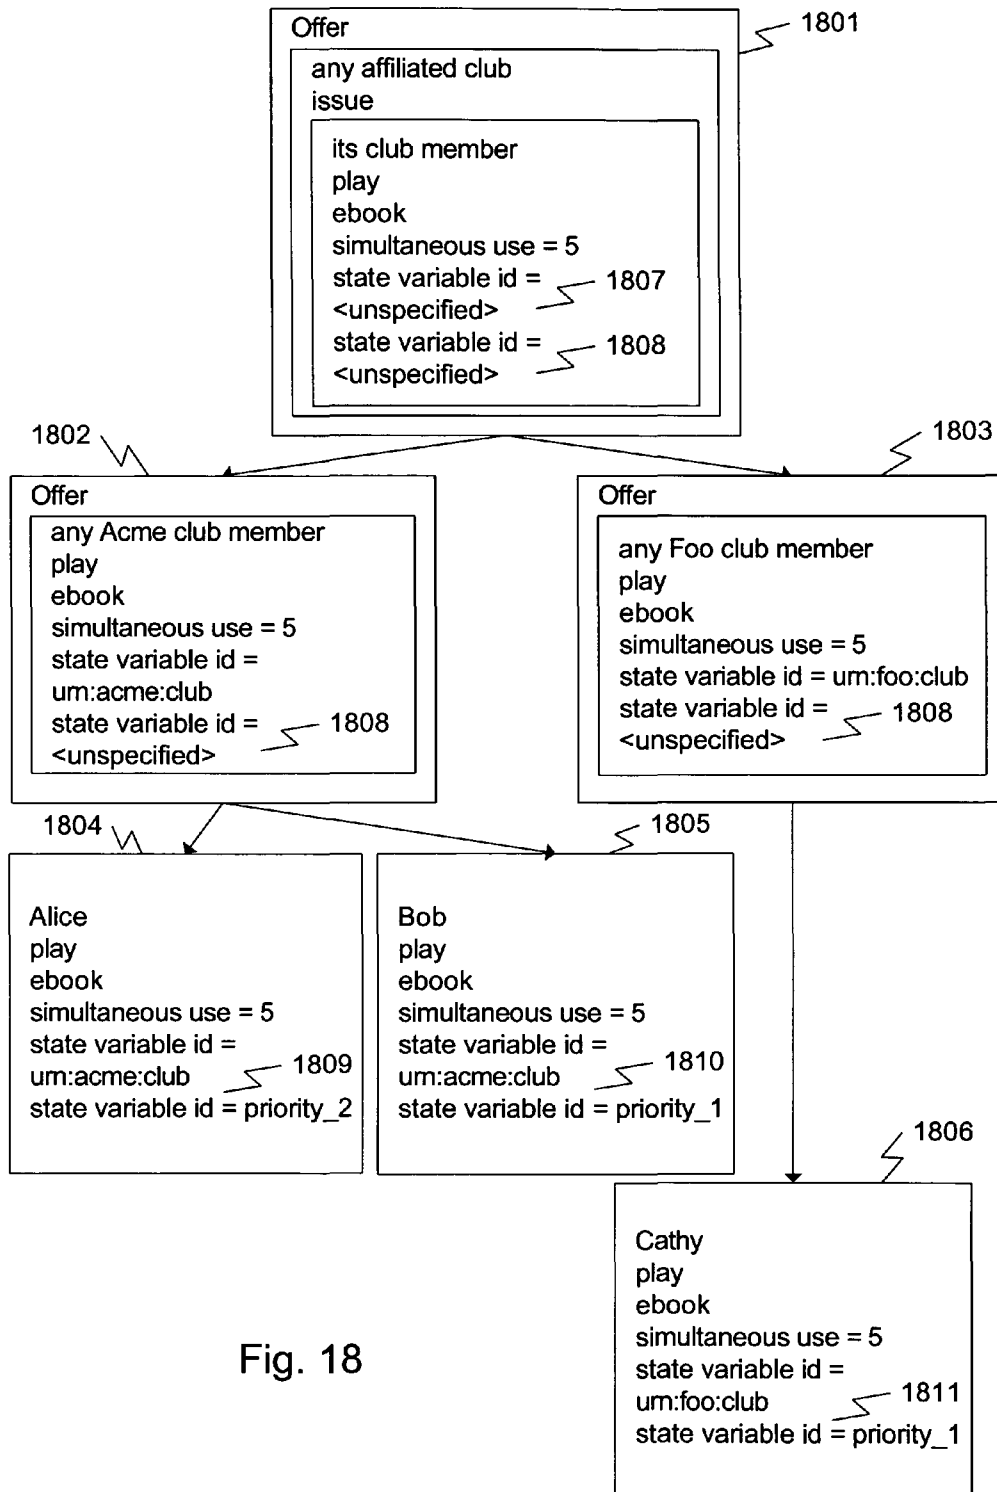 Offer
1801
any affiliated club
issue
its club member
play
ebook
simultaneous use = 5
state variable id =
1807
<unspecified>
state variable id =
1808
<unspecified>
1802
Offer
any Acme club member
play
ebook
simultaneous use = 5
state variable id =
urn:acme:club
state variable id =
1808
<unspecified>
1803
Offer
any Foo club member
play
ebook
simultaneous use = 5
state variable id = urn:foo:club
state variable id =
1808
<unspecified>
1804
Alice
play
ebook
simultaneous use = 5
state variable id =
1809
urn:acme:club
state variable id = priority_2
1805
Bob
play
ebook
simultaneous use = 5
state variable id =
1810
urn:acme:club
state variable id = priority_1
1806
Cathy
play
ebook
simultaneous use = 5
state variable id =
1811
urn:foo:club
state variable id = priority_1
Fig. 18